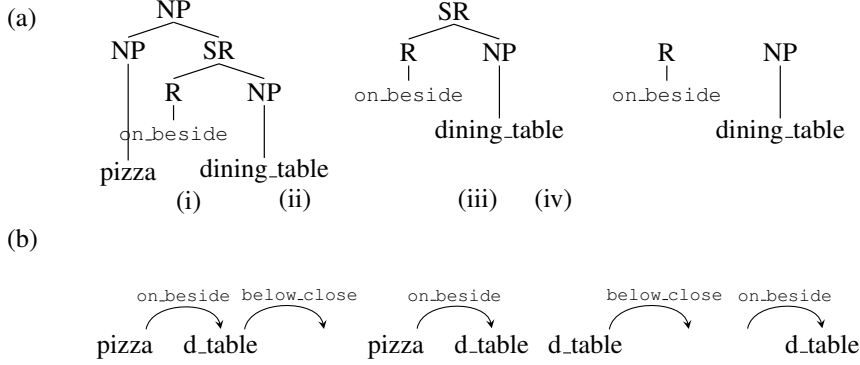 (a)
NP SR
NP SR R NP R NP
R NP on_beside on_beside
on_beside dining_table dining_table
pizza dining_table
(i) (ii) (iii) (iv)
(b)
on_beside below_close on_beside below_close on_beside
pizza d_table pizza d_table d_table d_table